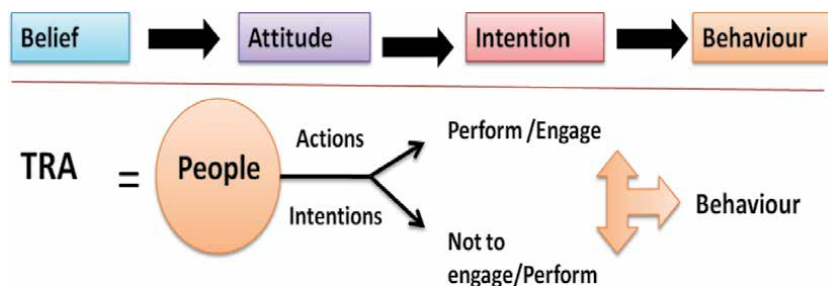 Belief
Attitude
Intention
Behaviour
TRA
=
People
Actions
Intentions
Perform /Engage
Not to
engage/Perform
Behaviour